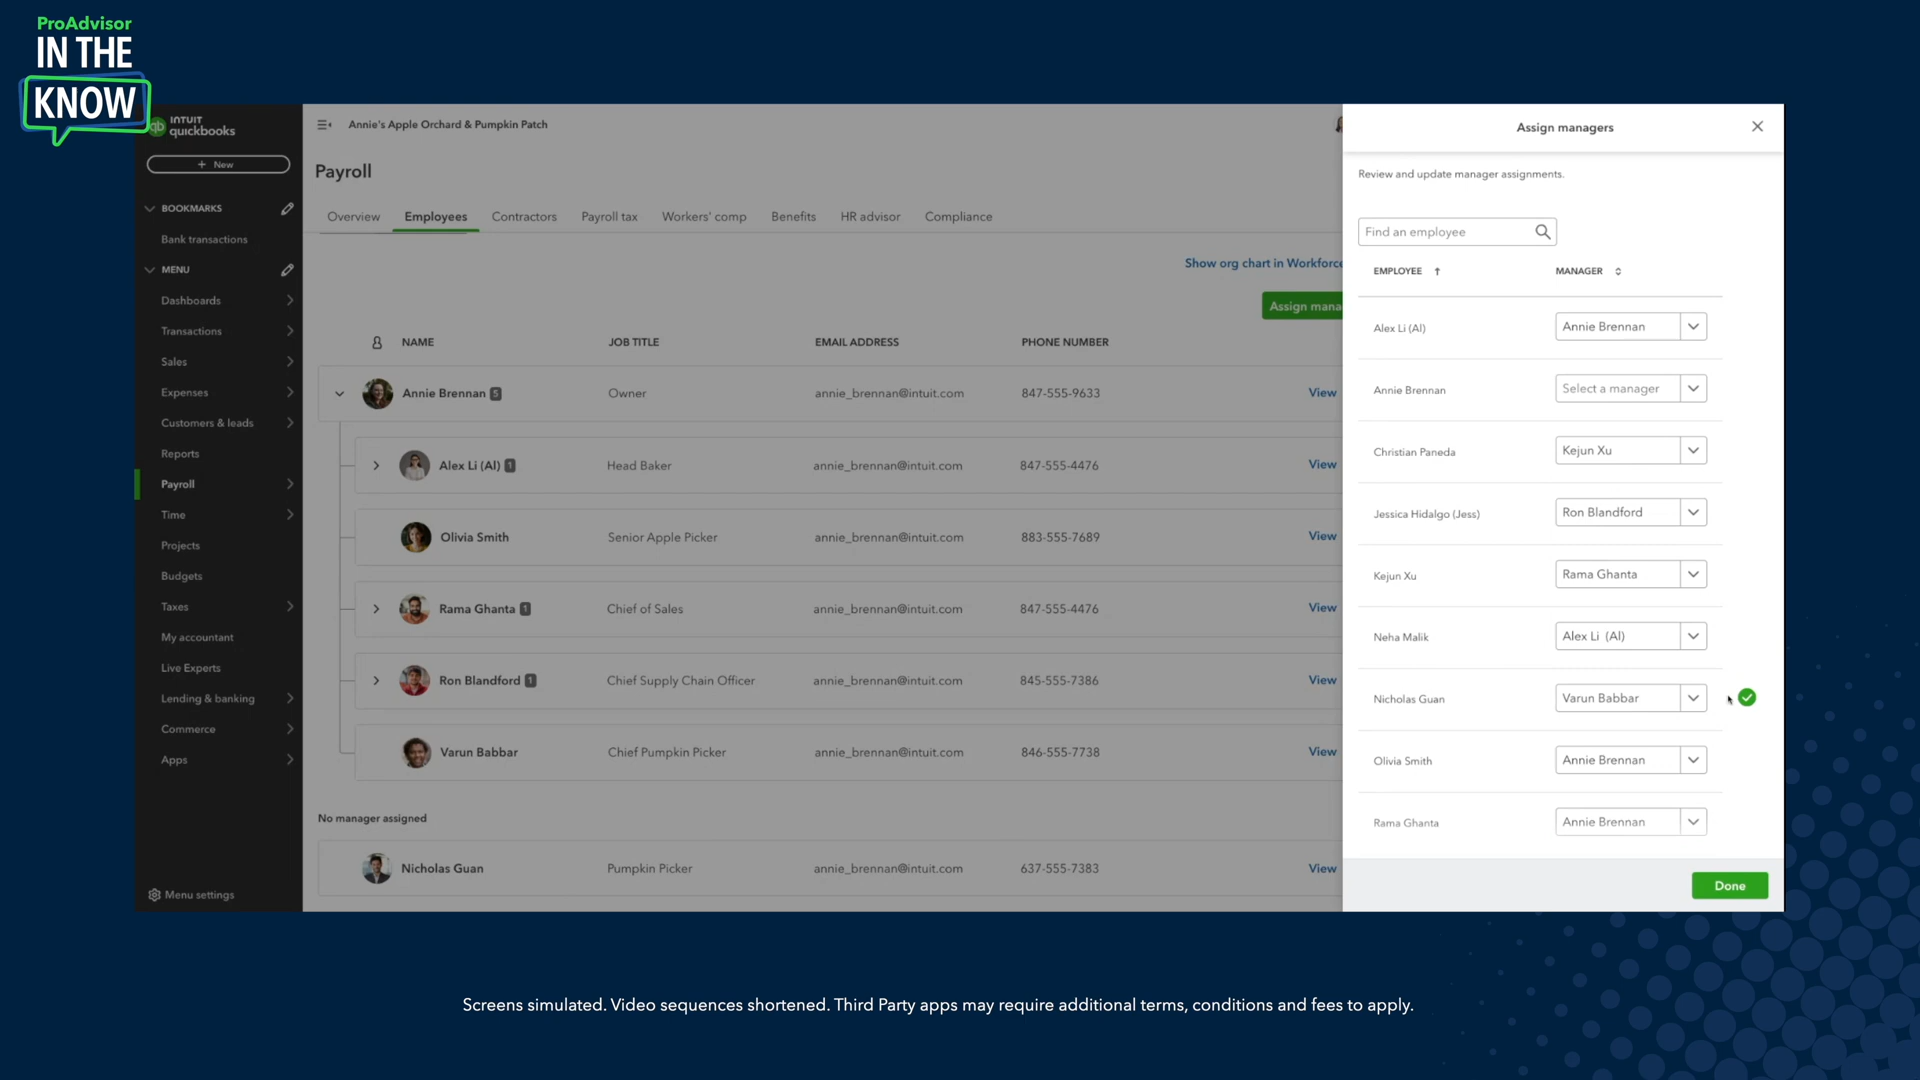 ProAdvisor
IN THE
KNOW
qb INTUIT quickbooks
+ New
BOOKMARKS
Bank transactions
MENU
Dashboards
Transactions
Sales
Expenses
Customers & leads
Reports
Payroll
Time
Projects
Budgets
Taxes
My accountant
Live Experts
Lending & banking
Commerce
Apps
Menu settings
Annie's Apple Orchard & Pumpkin Patch
Payroll
Overview Employees Contractors Payroll tax Workers' comp Benefits HR advisor Compliance
Show org chart in Workforce
Assign mana
NAME JOB TITLE EMAIL ADDRESS PHONE NUMBER
Annie Brennan 5 Owner annie_brennan@intuit.com 847-555-9633 View
Alex Li (Al) 1 Head Baker annie_brennan@intuit.com 847-555-4476 View
Olivia Smith Senior Apple Picker annie_brennan@intuit.com 883-555-7689 View
Rama Ghanta 1 Chief of Sales annie_brennan@intuit.com 847-555-4476 View
Ron Blandford 1 Chief Supply Chain Officer annie_brennan@intuit.com 845-555-7386 View
Varun Babbar Chief Pumpkin Picker annie_brennan@intuit.com 846-555-7738 View
No manager assigned
Nicholas Guan Pumpkin Picker annie_brennan@intuit.com 637-555-7383 View
Assign managers
Review and update manager assignments.
Find an employee
EMPLOYEE MANAGER
Alex Li (Al) Annie Brennan
Annie Brennan Select a manager
Christian Paneda Kejun Xu
Jessica Hidalgo (Jess) Ron Blandford
Kejun Xu Rama Ghanta
Neha Malik Alex Li (Al)
Nicholas Guan Varun Babbar
Olivia Smith Annie Brennan
Rama Ghanta Annie Brennan
Done
Screens simulated. Video sequences shortened. Third Party apps may require additional terms, conditions and fees to apply.